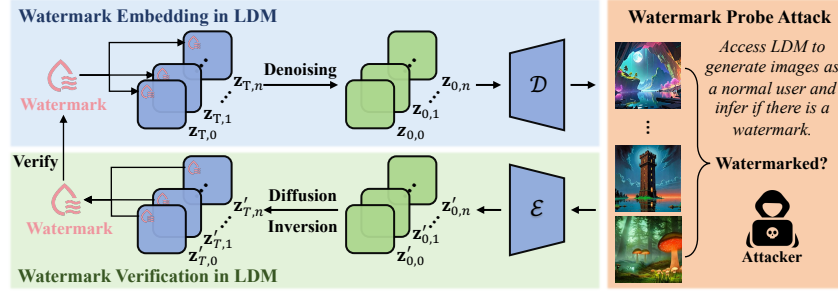 Watermark Embedding in LDM
Watermark
z_{T,0}
z_{T,1}
z_{T,n}
Denoising
z_{0,0}
z_{0,1}
z_{0,n}
𝒟
Verify
Watermark
z′_{T,0}
z′_{T,1}
z′_{T,n}
Diffusion
Inversion
z′_{0,0}
z′_{0,1}
z′_{0,n}
ℰ
Watermark Verification in LDM
Watermark Probe Attack
Access LDM to
generate images as
a normal user and
infer if there is a
watermark.
Watermarked?
Attacker